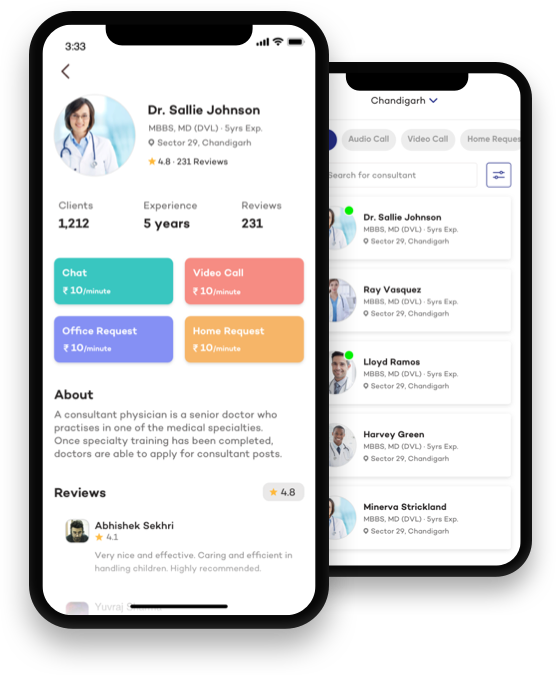 3:33
Dr. Sallie Johnson
MBBS, MD (DVL) · 5yrs Exp.
Sector 29, Chandigarh
4.8 · 231 Reviews
Clients
Experience
Reviews
1,212
5 years
231
Chat
₹ 10/minute
Video Call
₹ 10/minute
Office Request
₹ 10/minute
Home Request
₹ 10/minute
About
A consultant physician is a senior doctor who
practises in one of the medical specialties.
Once specialty training has been completed,
doctors are able to apply for consultant posts.
Reviews
4.8
Abhishek Sekhri
4.1
Very nice and effective. Caring and efficient in
handling children. Highly recommended.
Yuvraj
Chandigarh
Audio Call
Video Call
Home
Search for consultant
Dr. Sallie Johnson
MBBS, MD (DVL) · 5yrs Exp.
Sector 29, Chandigarh
Ray Vasquez
MBBS, MD (DVL) · 5yrs Exp.
Sector 29, Chandigarh
Lloyd Ramos
MBBS, MD (DVL) · 5yrs Exp.
Sector 29, Chandigarh
Harvey Green
MBBS, MD (DVL) · 5yrs Exp.
Sector 29, Chandigarh
Minerva Strickland
MBBS, MD (DVL) · 5yrs Exp.
Sector 29, Chandigarh